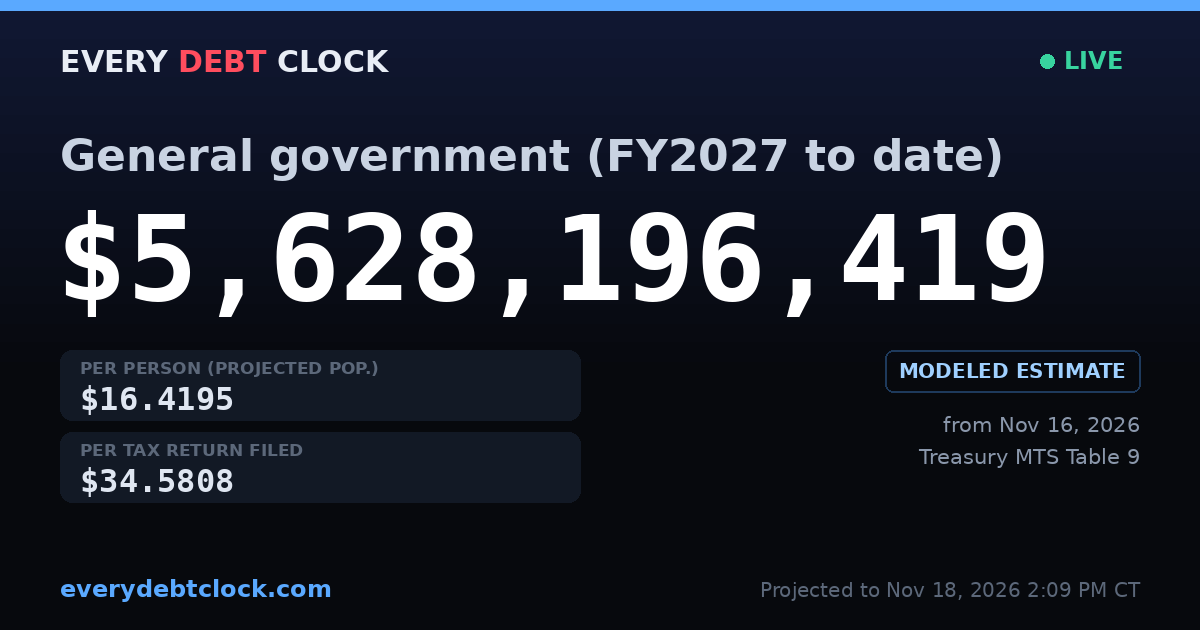 EVERY DEBT CLOCK
LIVE
General government (FY2027 to date)
$5,628,196,419
PER PERSON (PROJECTED POP.)
$16.4195
PER TAX RETURN FILED
$34.5808
MODELED ESTIMATE
from Nov 16, 2026
Treasury MTS Table 9
everydebtclock.com
Projected to Nov 18, 2026 2:09 PM CT